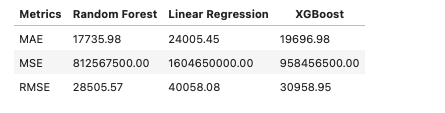 Metrics Random Forest Linear Regression XGBoost
MAE 17735.98 24005.45 19696.98
MSE 812567500.00 1604650000.00 958456500.00
RMSE 28505.57 40058.08 30958.95